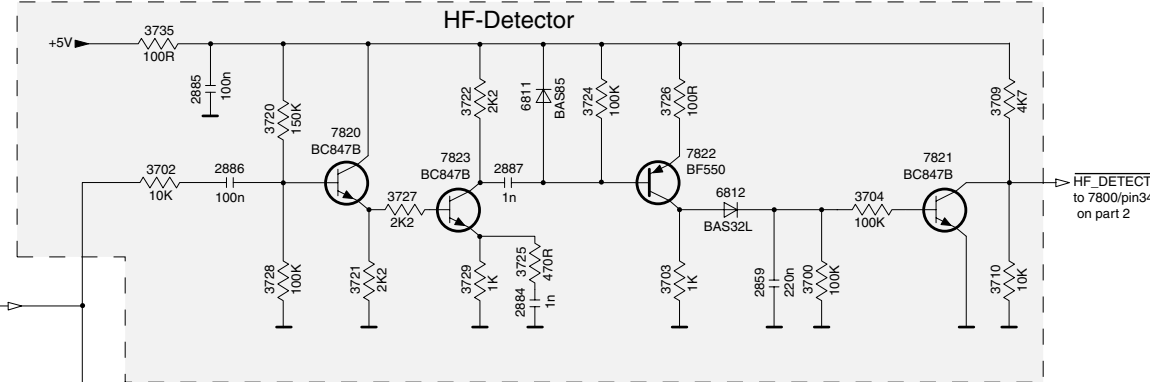 HF-Detector
+5V
3735
100R
2885
100n
3720
150K
7820
BC847B
3722
2K2
6811
BAS85
3724
100K
3726
100R
3709
4K7
3702
10K
2886
100n
7823
BC847B
2887
1n
7822
BF550
7821
BC847B
3727
2K2
6812
BAS32L
3704
100K
HF_DETECT
to 7800/pin34
on part 2
3728
100K
3721
2K2
3729
1K
3725
470R
2884
1n
3703
1K
2859
220n
3700
100K
3710
10K